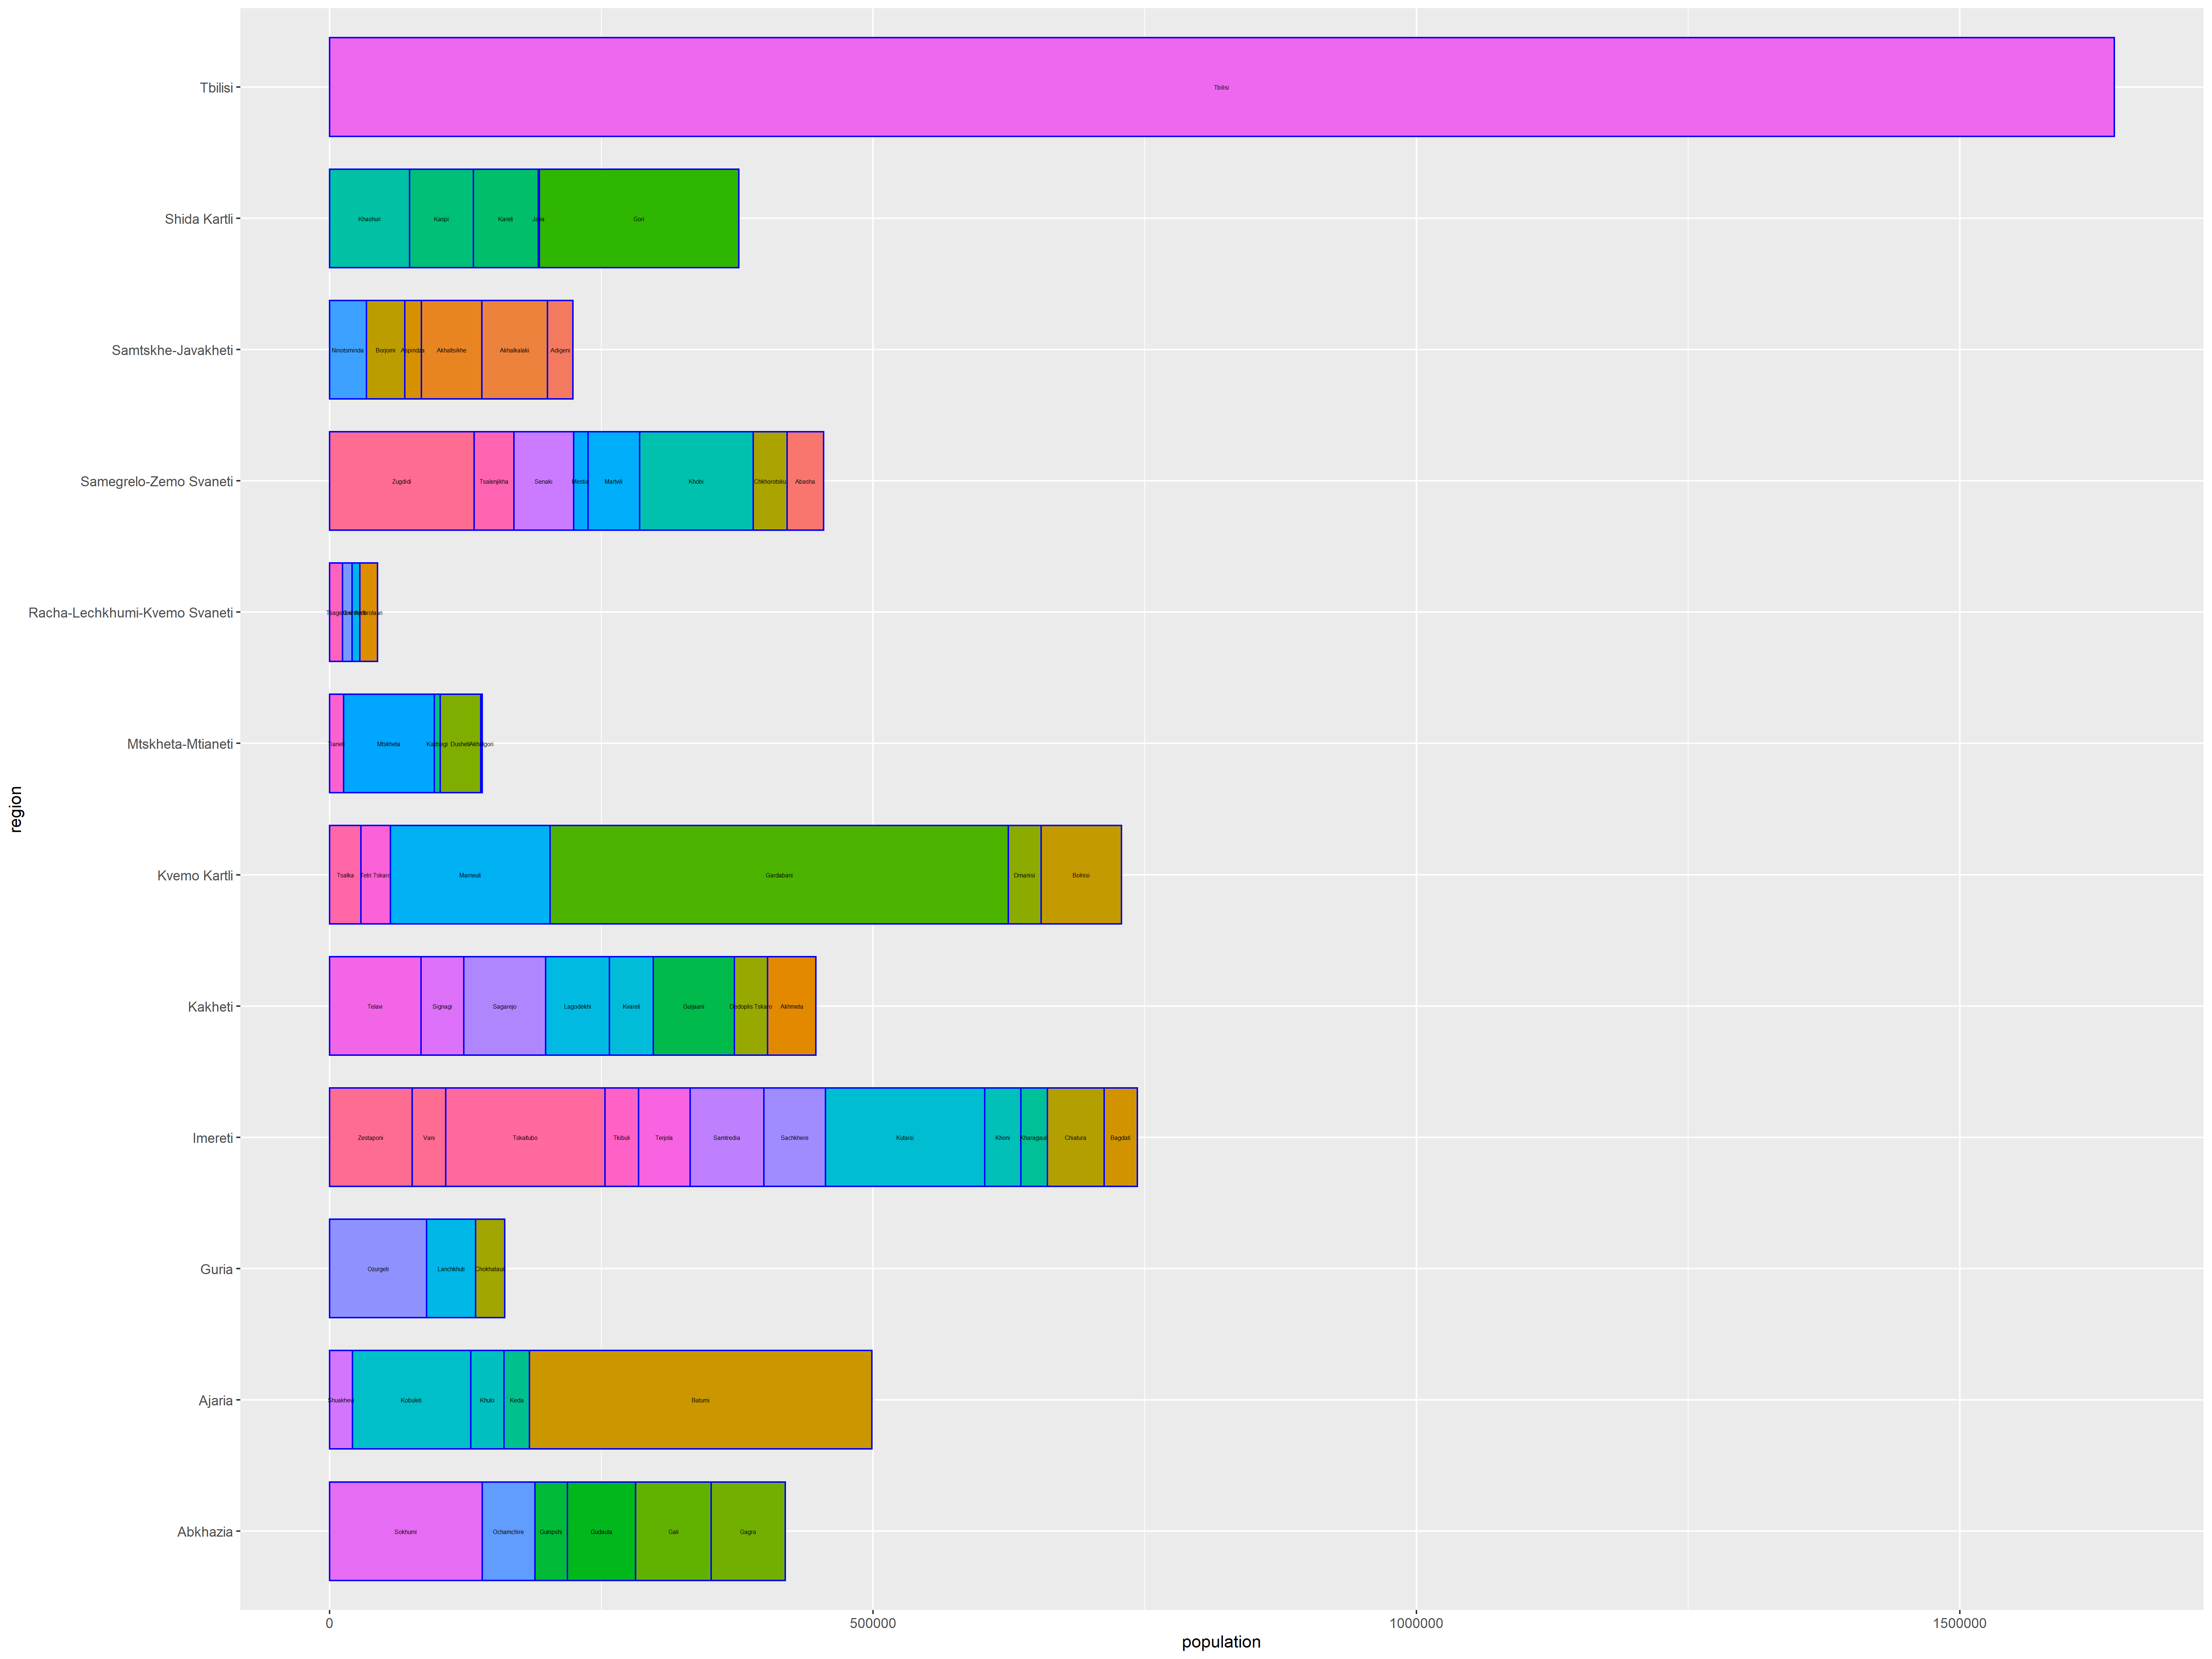 Tbilisi
Tbilisi
Shida Kartli
Khashuri Kaspi Kareli Java Gori
Samtskhe-Javakheti
Ninotsminda Borjomi Aspindza Akhaltsikhe Akhalkalaki Adigeni
Samegrelo-Zemo Svaneti
Zugdidi Tsalenjikha Senaki Mestia Martvili Khobi Chkhorotsku Abasha
Racha-Lechkhumi-Kvemo Svaneti
Mtskheta-Mtianeti
Tianeti Mtskheta Kazbegi Dusheti Akhalgori
Kvemo Kartli
Tsalka Tetri Tskaro Marneuli Gardabani Dmanisi Bolnisi
Kakheti
Telavi Signagi Sagarejo Lagodekhi Kvareli Gurjaani Dedoplis Tskaro Akhmeta
Imereti
Zestaponi Vani Tskaltubo Tkibuli Terjola Samtredia Sachkhere Kutaisi Khoni Kharagauli Chiatura Bagdati
Guria
Ozurgeti Lanchkhuti Chokhatauri
Ajaria
Shuakhevi Kobuleti Khulo Keda Batumi
Abkhazia
Sokhumi Ochamchire Gulripshi Gudauta Gali Gagra
0 500000 1000000 1500000
population
region